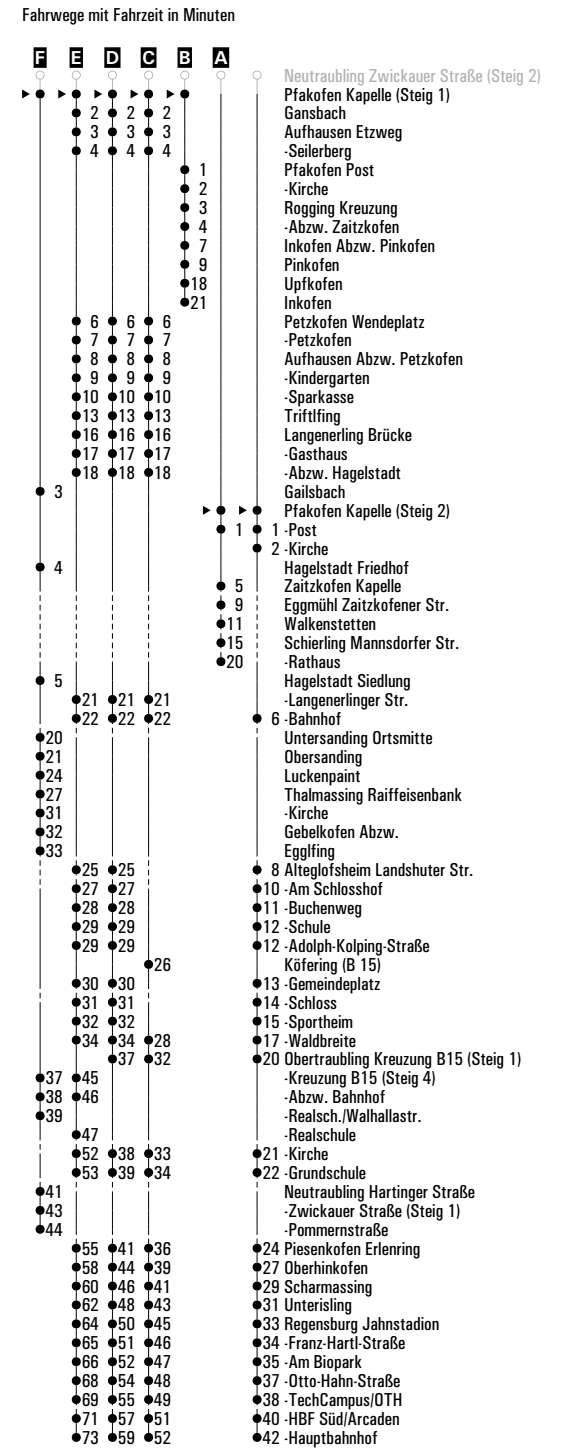 Fahrwege mit Fahrzeit in Minuten
F E D C B A
Neutraubling Zwickauer Straße (Steig 2)
Pfakofen Kapelle (Steig 1)
2 2 2 Gansbach
3 3 3 Aufhausen Etzweg
4 4 4 -Seilerberg
1 Pfakofen Post
2 -Kirche
3 Rogging Kreuzung
4 -Abzw. Zaitzkofen
7 Inkofen Abzw. Pinkofen
9 Pinkofen
18 Upfkofen
21 Inkofen
6 6 6 Petzkofen Wendeplatz
7 7 7 -Petzkofen
8 8 8 Aufhausen Abzw. Petzkofen
9 9 9 -Kindergarten
10 10 10 -Sparkasse
13 13 13 Triftlfing
16 16 16 Langenerling Brücke
17 17 17 -Gasthaus
18 18 18 -Abzw. Hagelstadt
3 Gailsbach
Pfakofen Kapelle (Steig 2)
1 1 -Post
2 -Kirche
4 Hagelstadt Friedhof
5 Zaitzkofen Kapelle
9 Eggmühl Zaitzkofener Str.
11 Walkenstetten
15 Schierling Mannsdorfer Str.
20 -Rathaus
5 Hagelstadt Siedlung
21 21 21 -Langenerlinger Str.
22 22 22 6 -Bahnhof
20 Untersanding Ortsmitte
21 Obersanding
24 Luckenpaint
27 Thalmassing Raiffeisenbank
31 -Kirche
32 Gebelkofen Abzw.
33 Egglfing
25 25 8 Alteglofsheim Landshuter Str.
27 27 10 -Am Schlosshof
28 28 11 -Buchenweg
29 29 12 -Schule
29 29 12 -Adolph-Kolping-Straße
26 Köfering (B 15)
30 30 13 -Gemeindeplatz
31 31 14 -Schloss
32 32 15 -Sportheim
34 34 28 17 -Waldbreite
37 32 20 Obertraubling Kreuzung B15 (Steig 1)
37 45 -Kreuzung B15 (Steig 4)
38 46 -Abzw. Bahnhof
39 -Realsch./Walhallastr.
47 -Realschule
52 38 33 21 -Kirche
53 39 34 22 -Grundschule
41 Neutraubling Hartinger Straße
43 -Zwickauer Straße (Steig 1)
44 -Pommernstraße
55 41 36 24 Piesenkofen Erlenring
58 44 39 27 Oberhinkofen
60 46 41 29 Scharmassing
62 48 43 31 Unterisling
64 50 45 33 Regensburg Jahnstadion
65 51 46 34 -Franz-Hartl-Straße
66 52 47 35 -Am Biopark
68 54 48 37 -Otto-Hahn-Straße
69 55 49 38 -TechCampus/OTH
71 57 51 40 -HBF Süd/Arcaden
73 59 52 42 -Hauptbahnhof